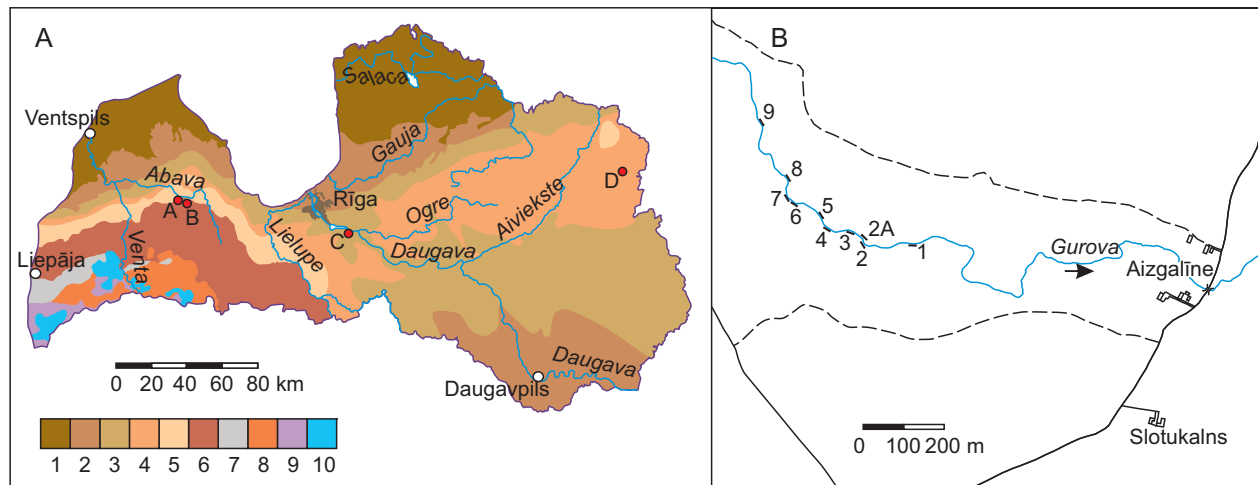 A
Salaca
Ventspils
Gauja
Abava
A
B
Rīga
D
Ogre
Aiviekste
C
Lielupe
Daugava
Venta
Liepāja
Daugava
Daugavpils
0 20 40 60 80 km
1 2 3 4 5 6 7 8 9 10
B
9
8
7
6
5
4
3
2A
2
1
Gurova
Aizgalīne
0 100 200 m
Slotukalns